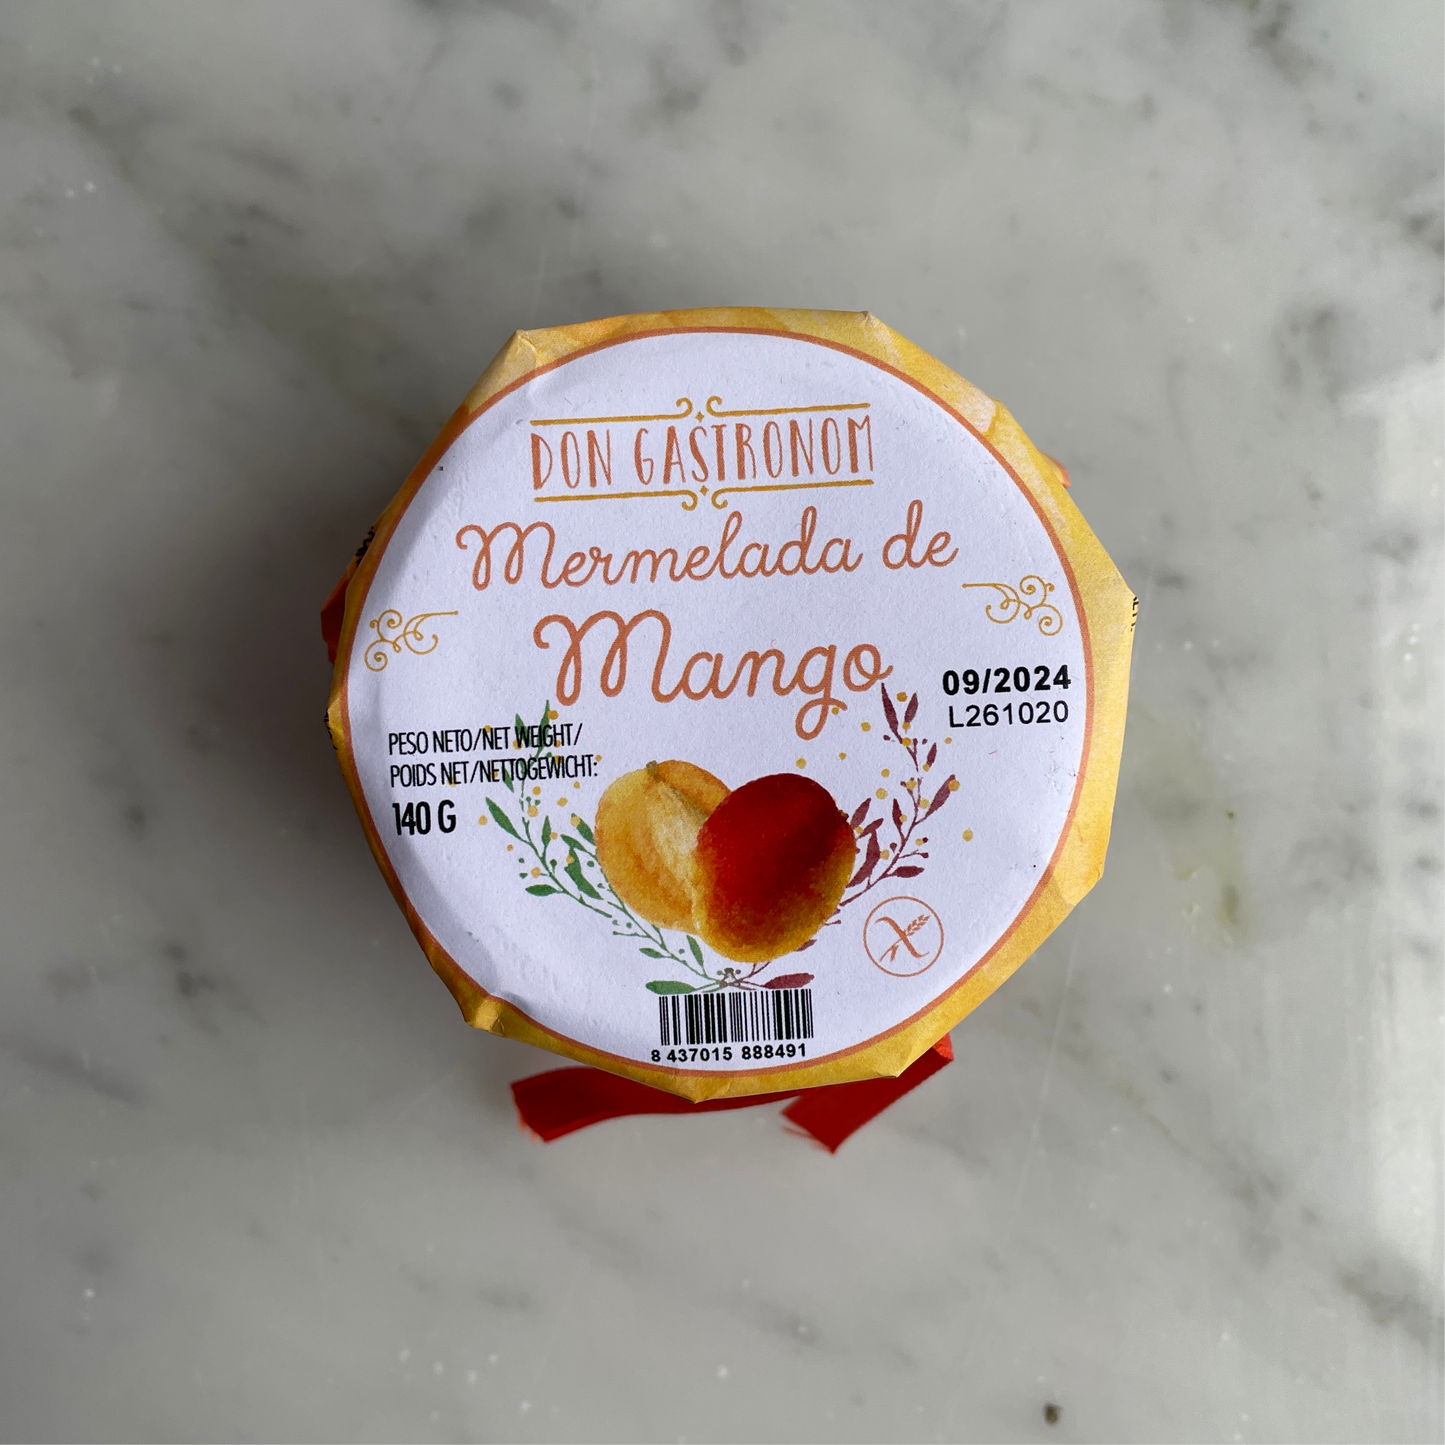 DON GASTRONOM
Mermelada de
Mango
09/2024
L261020
PESO NETO/NET WEIGHT/
POIDS NET/NETTOGEWICHT:
140 G
8 437015 888491